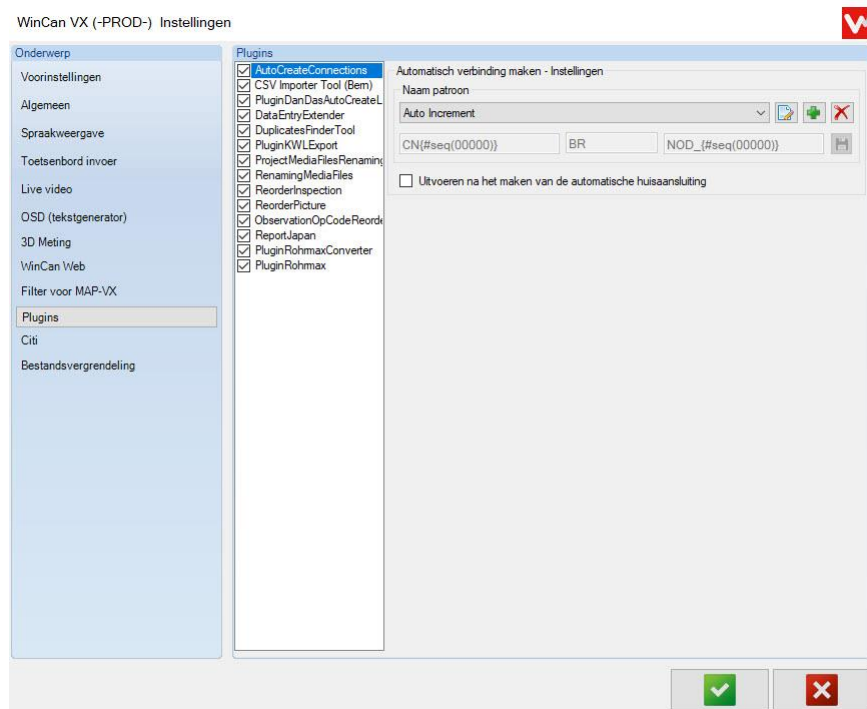 WinCan VX (-PROD-) Instellingen
Onderwerp
Voorinstellingen
Algemeen
Spraakweergave
Toetsenbord invoer
Live video
OSD (tekstgenerator)
3D Meting
WinCan Web
Filter voor MAP-VX
Plugins
Citi
Bestandsvergrendeling
Plugins
AutoCreateConnections
CSV Importer Tool (Bern)
PluginDanDasAutoCreateL
DataEntryExtender
DuplicatesFinderTool
PluginKWLExport
ProjectMediaFilesRenaming
RenamingMediaFiles
ReorderInspection
ReorderPicture
ObservationOpCodeReorde
ReportJapan
PluginRohrmaxConverter
PluginRohrmax
Automatisch verbinding maken - Instellingen
Naam patroon
Auto Increment
CN{#seq(00000)}
BR
NOD_{#seq(00000)}
Uitvoeren na het maken van de automatische huisaansluiting